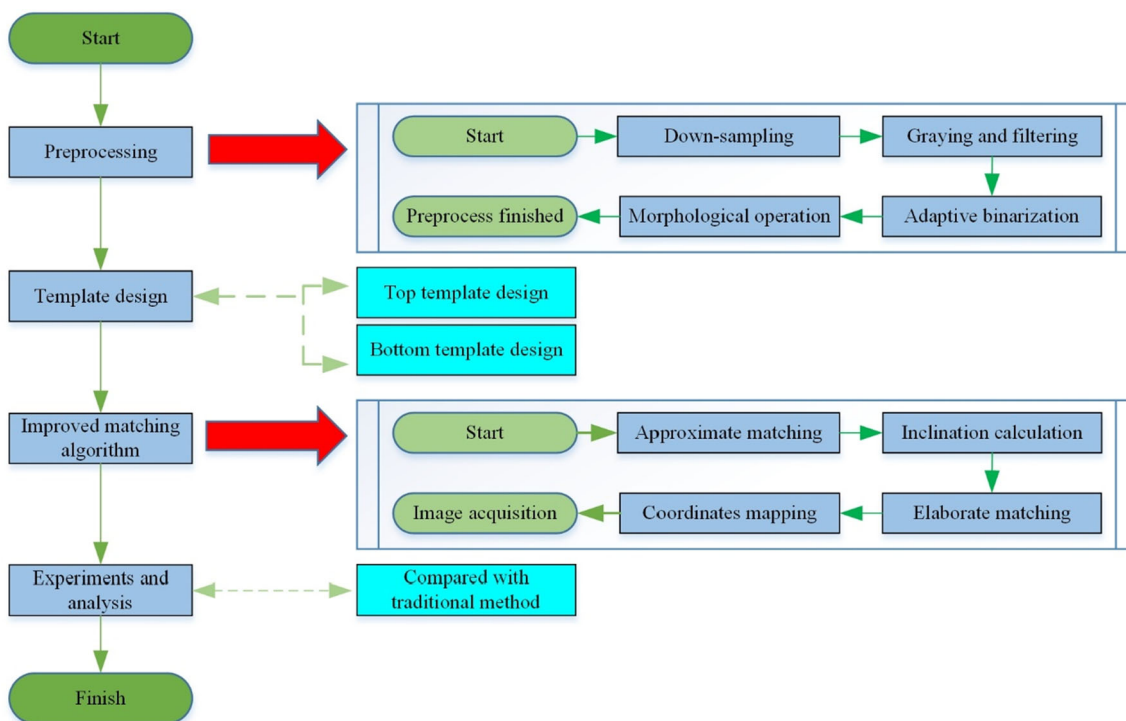 Start
Preprocessing
Start
Down-sampling
Graying and filtering
Preprocess finished
Morphological operation
Adaptive binarization
Template design
Top template design
Bottom template design
Improved matching
algorithm
Start
Approximate matching
Inclination calculation
Image acquisition
Coordinates mapping
Elaborate matching
Experiments and
analysis
Compared with
traditional method
Finish